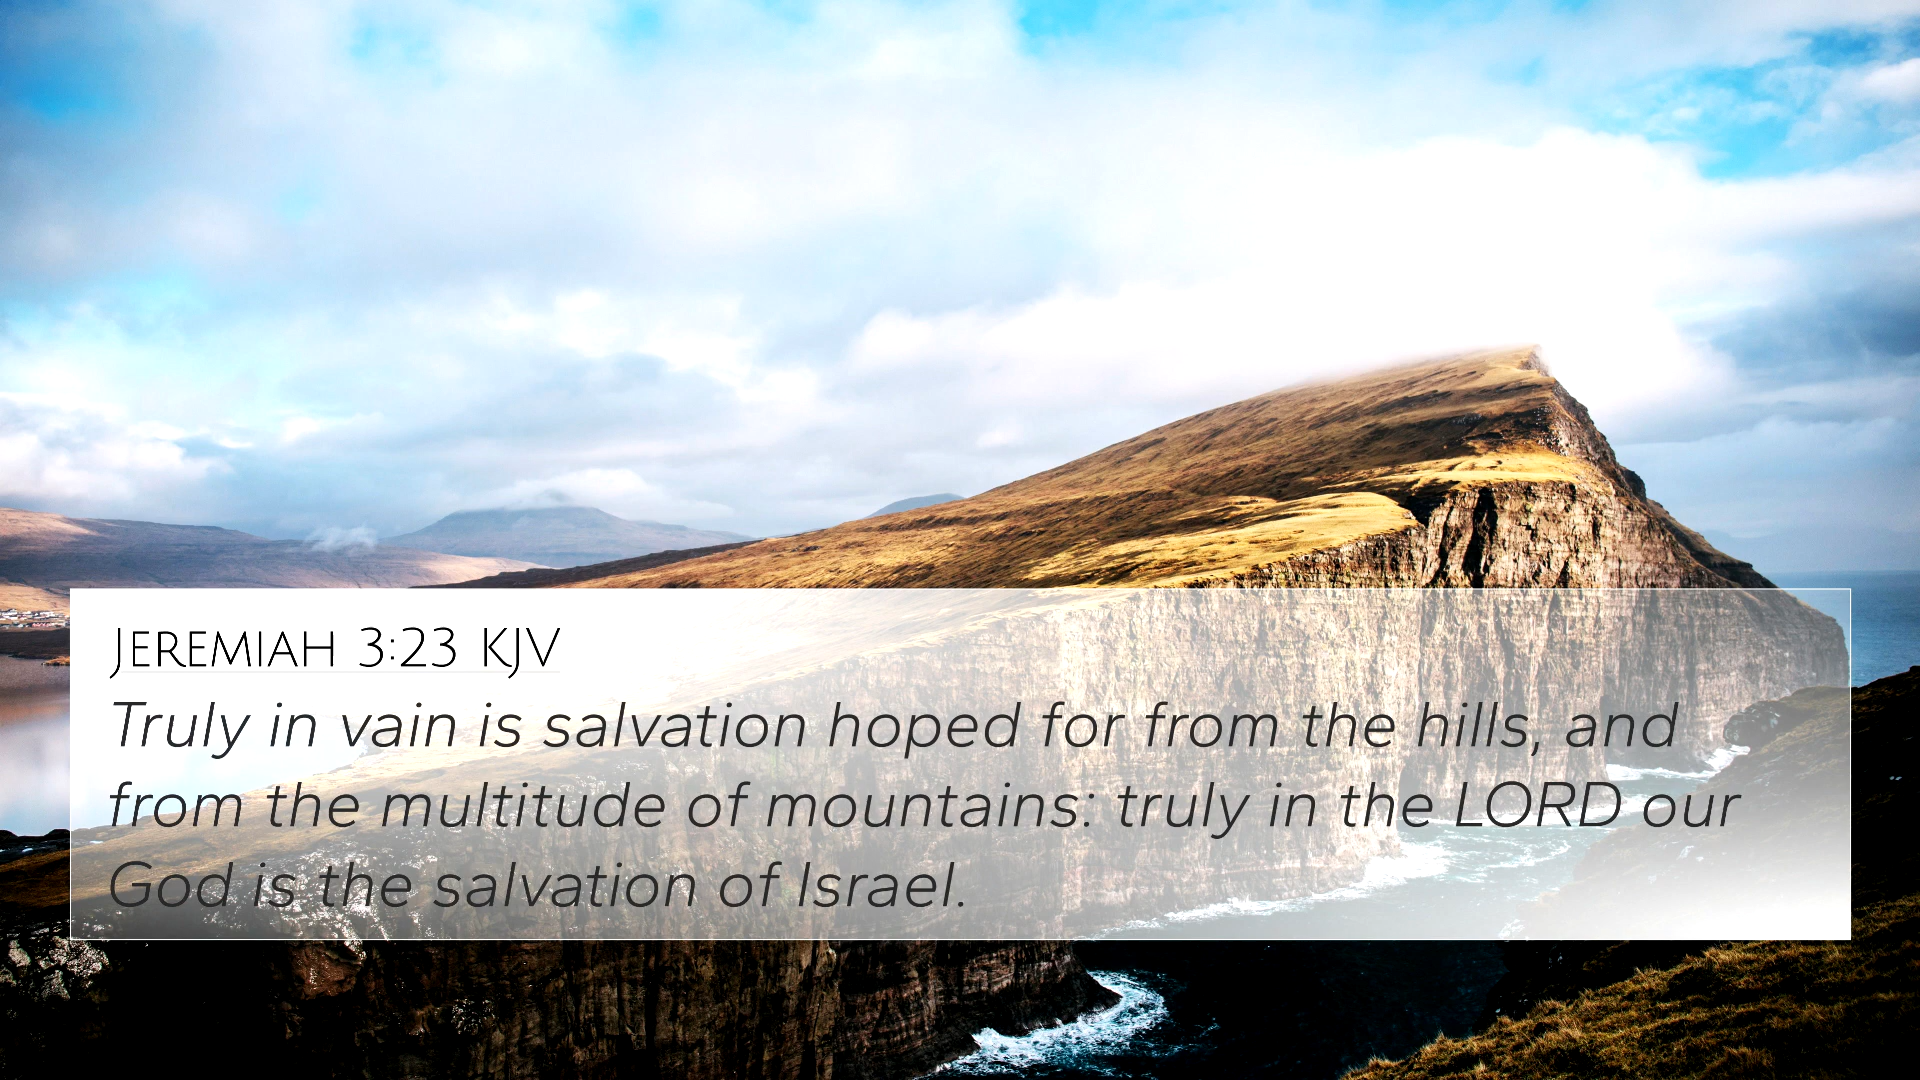 Jeremiah 3:23 KJV
Truly in vain is salvation hoped for from the hills, and
from the multitude of mountains: truly in the LORD our
God is the salvation of Israel.